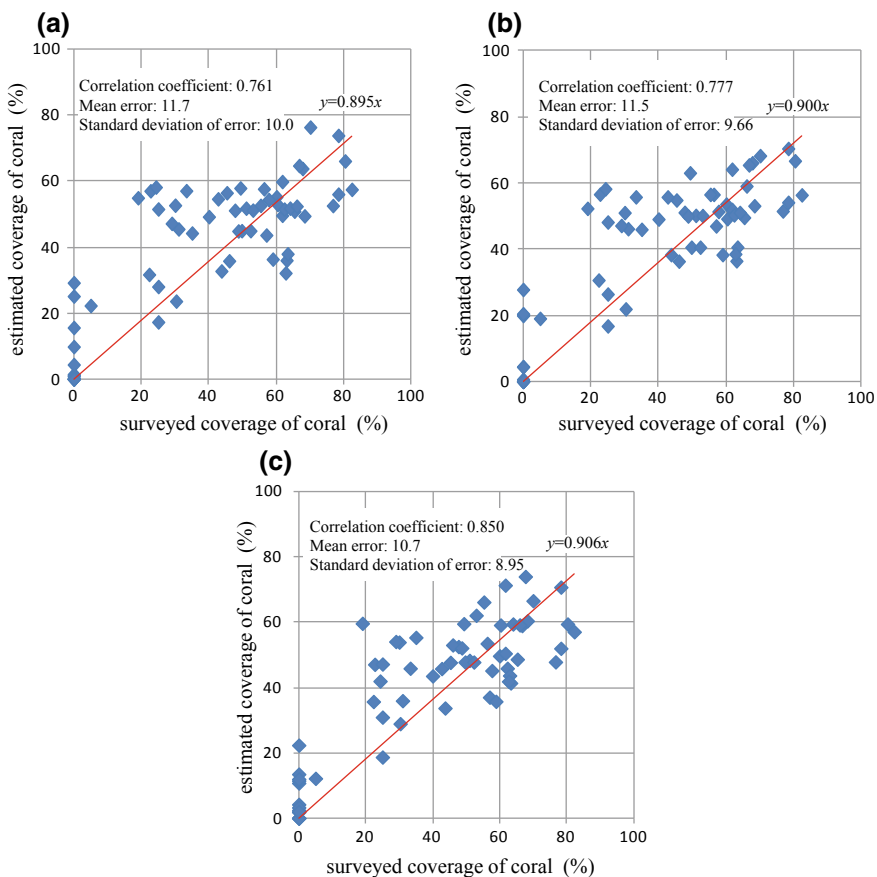 (a)
100
80
60
40
20
0
Correlation coefficient: 0.761
Mean error: 11.7
Standard deviation of error: 10.0
y=0.895x
estimated coverage of coral (%)
20 40 60 80 100
surveyed coverage of coral (%)
(b)
100
80
60
40
20
0
Correlation coefficient: 0.777
Mean error: 11.5
Standard deviation of error: 9.66
y=0.900x
estimated coverage of coral (%)
0 20 40 60 80 100
surveyed coverage of coral (%)
(c)
100
80
60
40
20
0
Correlation coefficient: 0.850
Mean error: 10.7
Standard deviation of error: 8.95
y=0.906x
estimated coverage of coral (%)
0 20 40 60 80 100
surveyed coverage of coral (%)